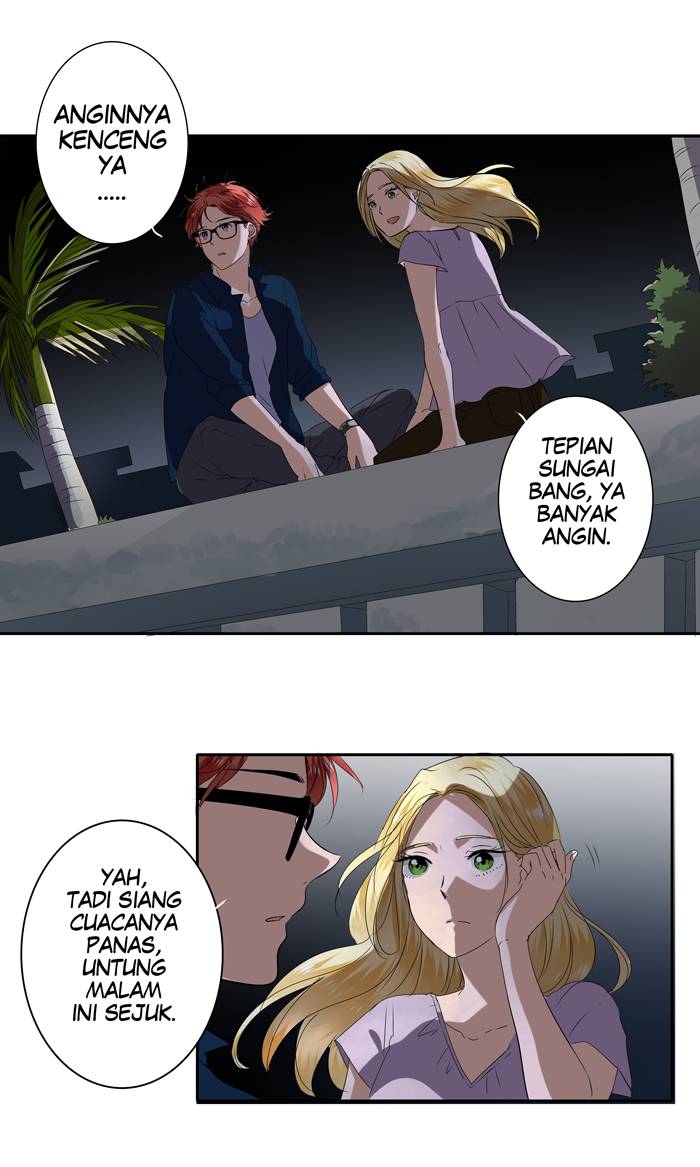 ANGINNYA
KENCENG
YA
.....
TEPIAN
SUNGAI
BANG, YA
BANYAK
ANGIN.
YAH,
TADI SIANG
CUACANYA
PANAS,
UNTUNG
MALAM
INI SEJUK.